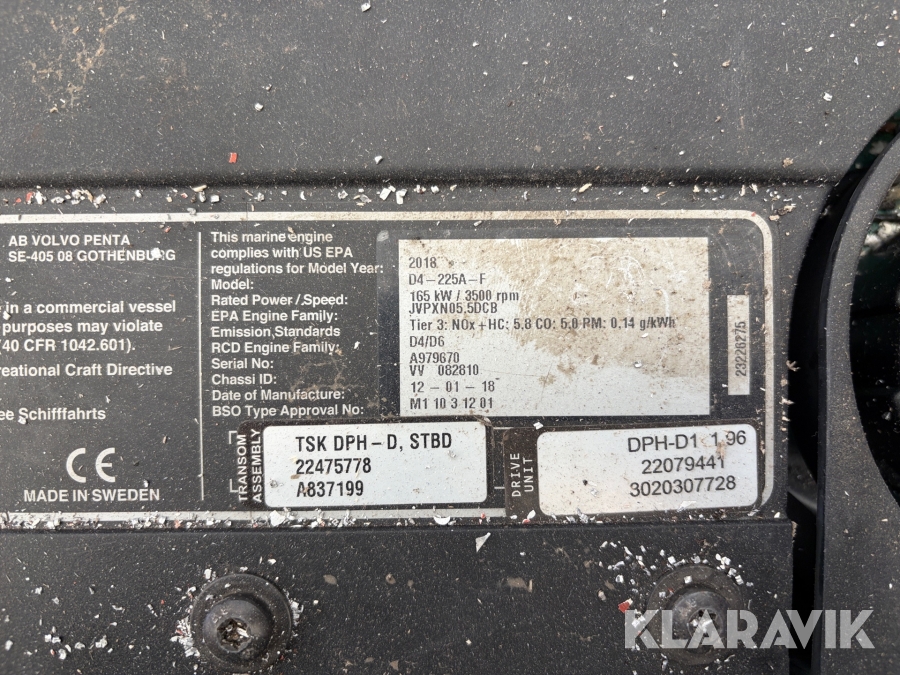 AB VOLVO PENTA
SE-405 08 GOTHENBURG
in a commercial vessel
purposes may violate
(40 CFR 1042.601).
reational Craft Directive
ee Schifffahrts
CE
MADE IN SWEDEN
This marine engine
complies with US EPA
regulations for Model Year: 2018
Model: D4-225A-F
Rated Power / Speed: 165 kW / 3500 rpm
EPA Engine Family: JVPXN05,5DCB
Emission Standards Tier 3: NOx+HC: 5.8 CO: 5.0 PM: 0.14 g/kWh
RCD Engine Family: D4/D6
Serial No: A979670
Chassi ID: VV 082810
Date of Manufacture: 12-01-18
BSO Type Approval No: M1 10 3 12 01
23226275
TRANSOM
ASSEMBLY
TSK DPH-D, STBD
22475778
A837199
DRIVE
UNIT
DPH-D1 1.96
22079441
3020307728
KLARAVIK